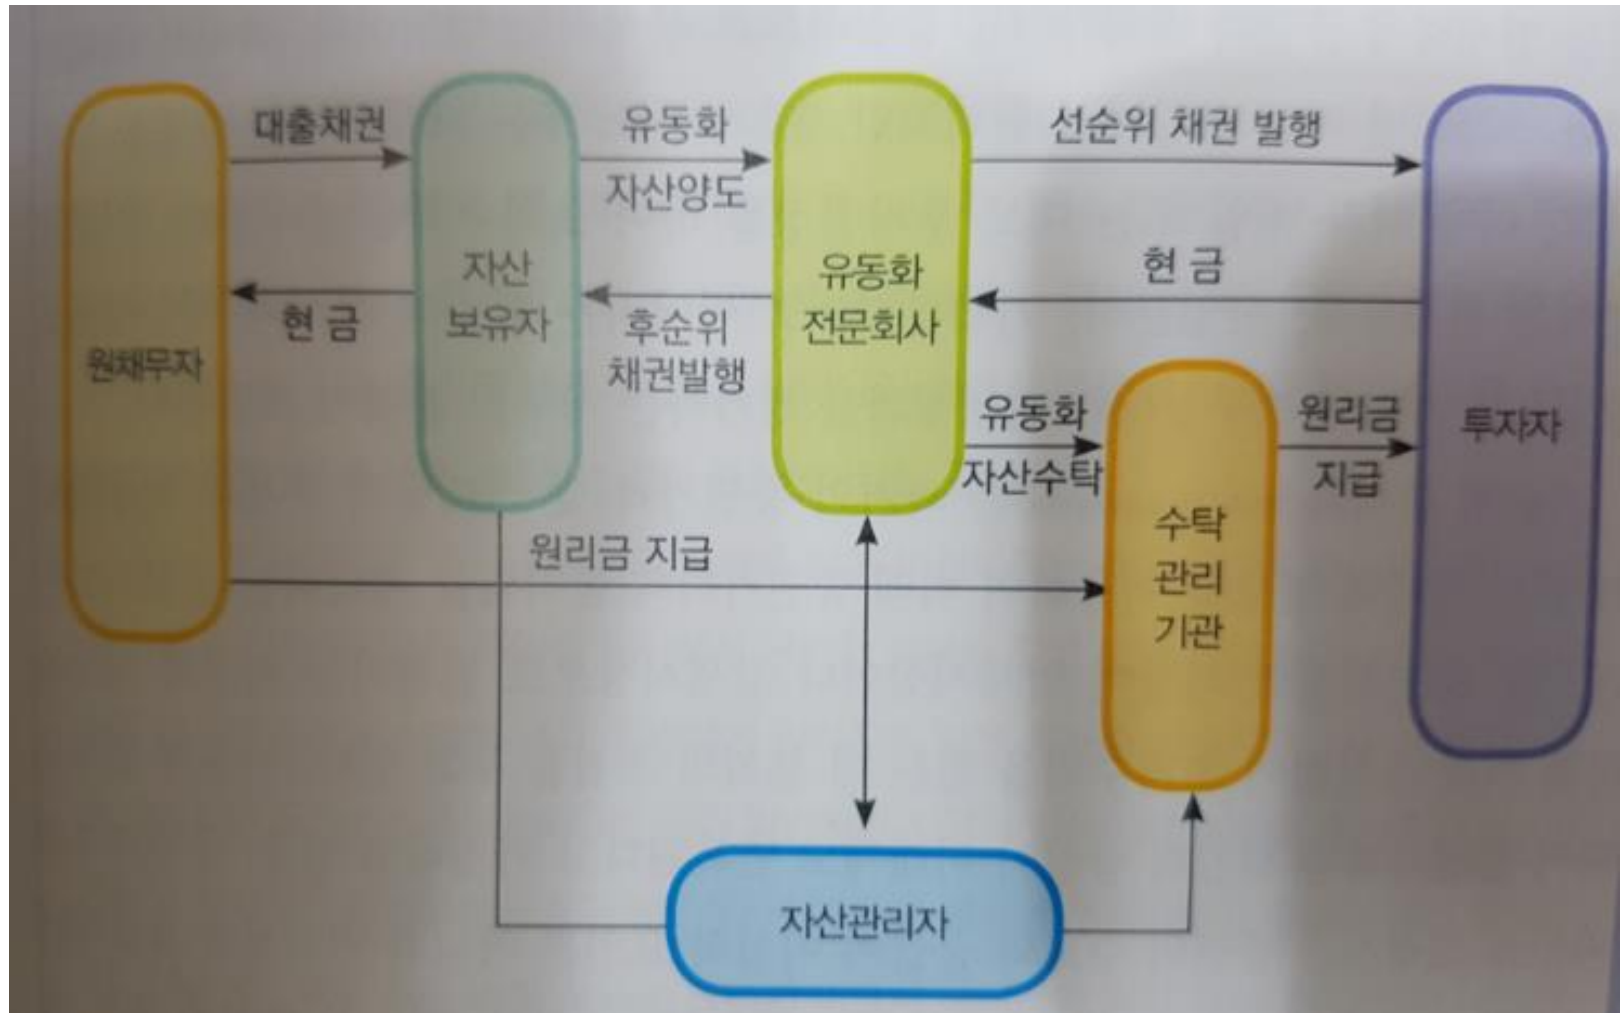 대출채권
유동화
자산양도
선순위 채권 발행
현 금
자산
보유자
현 금
유동화
전문회사
후순위
채권발행
원채무자
유동화
자산수탁
원리금
지급
투자자
수탁
관리
기관
원리금 지급
자산관리자